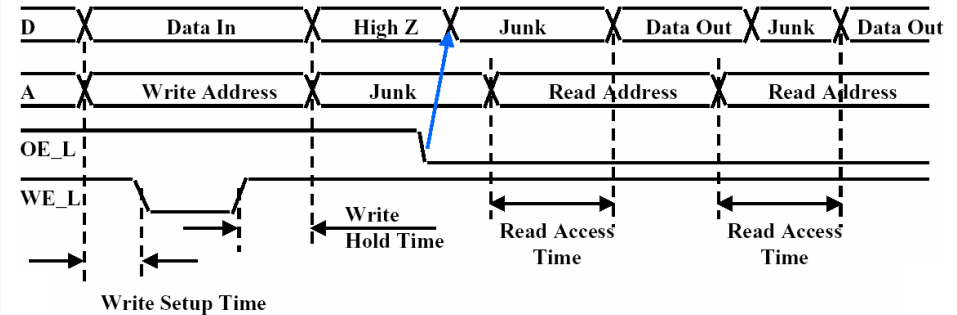 D Data In High Z Junk Data Out Junk Data Out
A Write Address Junk Read Address Read Address
OE_L
WE_L
Write
Hold Time
Read Access
Time
Read Access
Time
Write Setup Time